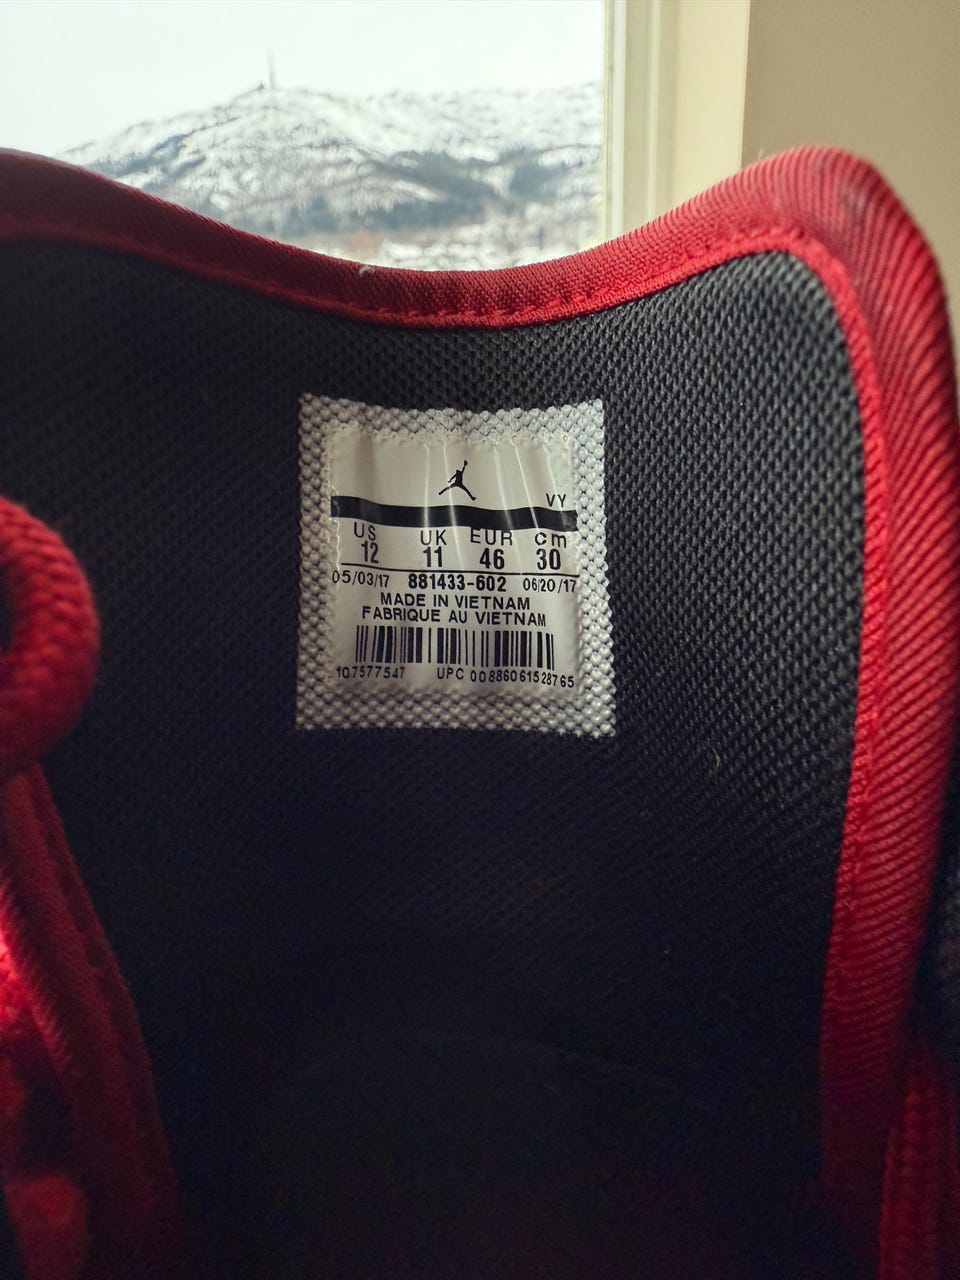 VY
US UK EUR cm
12 11 46 30
05/03/17 881433-602 06/20/17
MADE IN VIETNAM
FABRIQUE AU VIETNAM
107577547 UPC 00886061528765